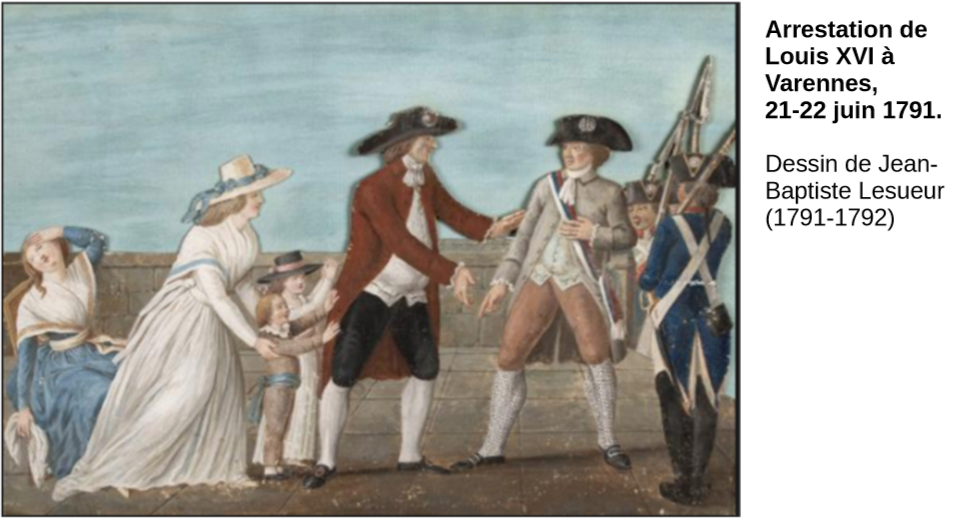 Arrestation de
Louis XVI à
Varennes,
21-22 juin 1791.
Dessin de Jean-
Baptiste Lesueur
(1791-1792)